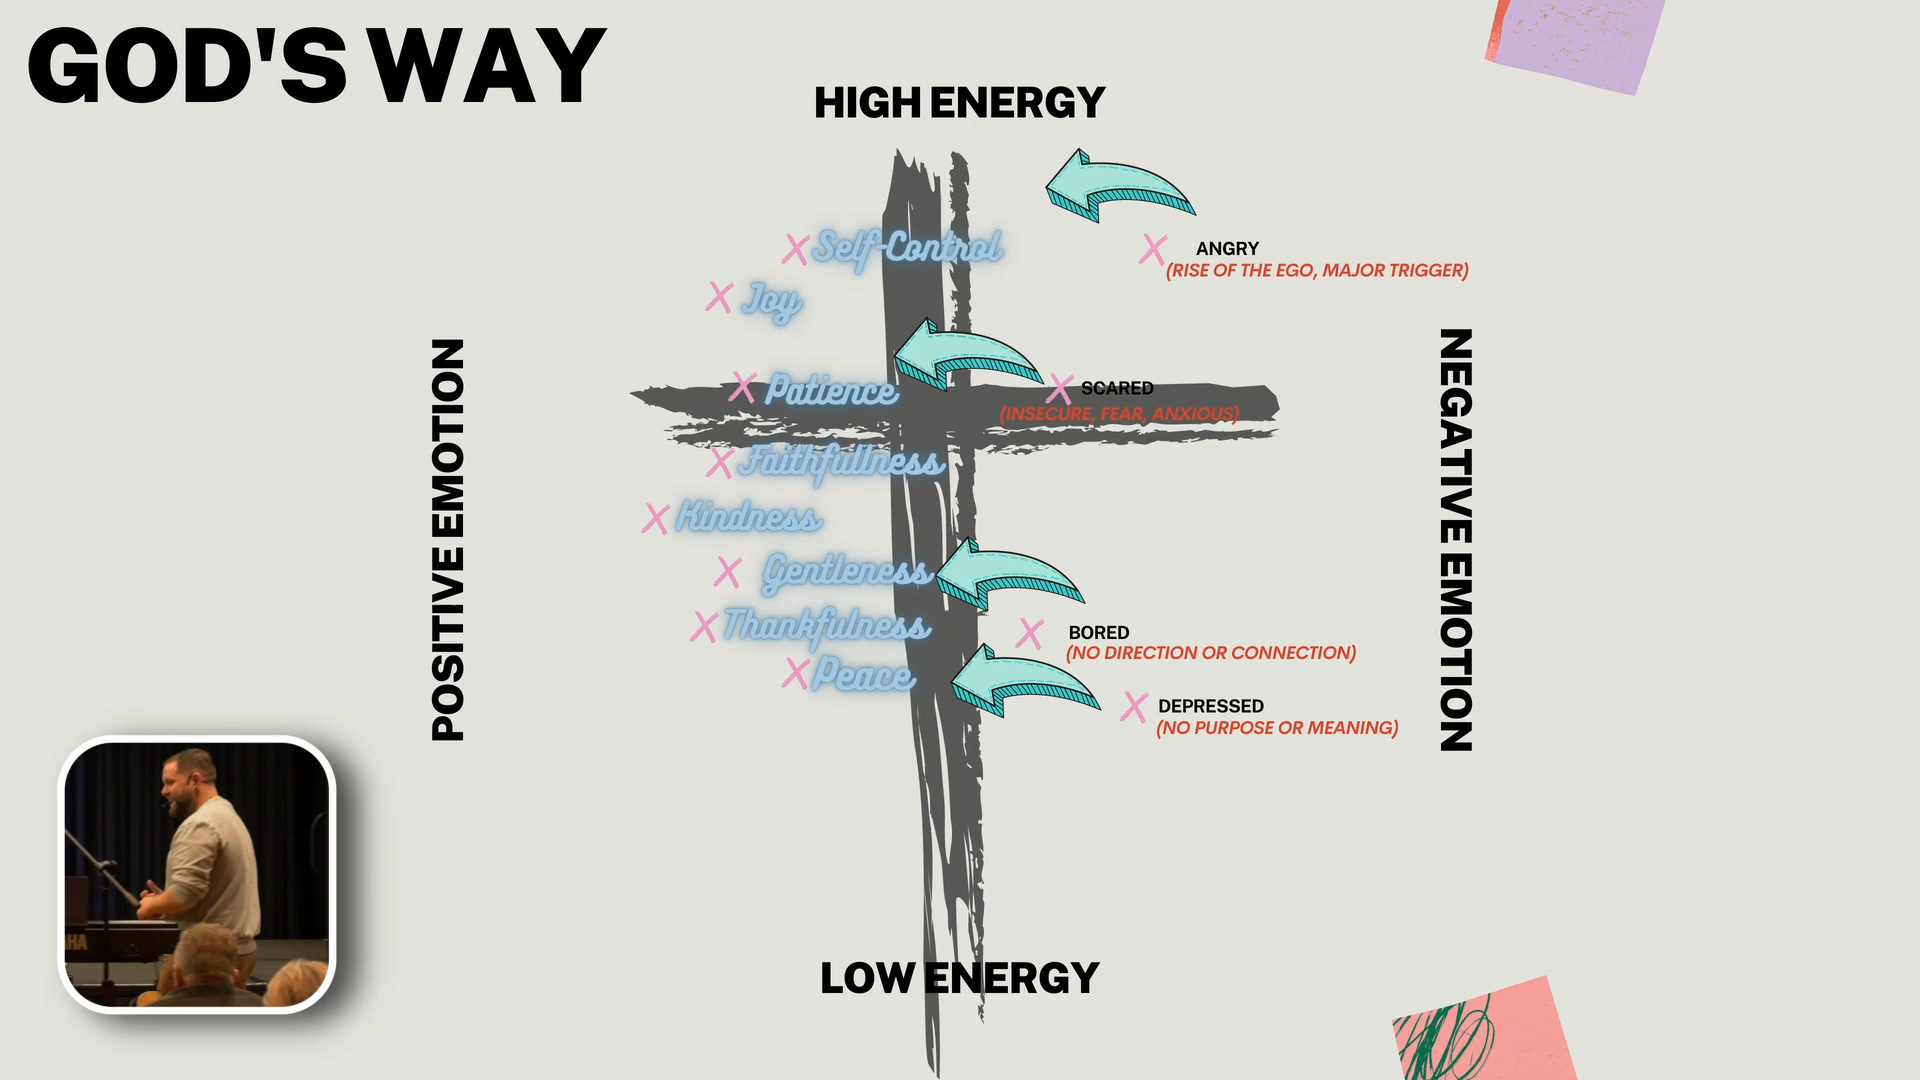 GOD'S WAY
HIGH ENERGY
Self-Control
ANGRY
(RISE OF THE EGO, MAJOR TRIGGER)
Joy
POSITIVE EMOTION
NEGATIVE EMOTION
Patience
SCARED
(INSECURE, FEAR, ANXIOUS)
Faithfullness
Kindness
Gentleness
Thankfulness
BORED
(NO DIRECTION OR CONNECTION)
Peace
DEPRESSED
(NO PURPOSE OR MEANING)
LOW ENERGY